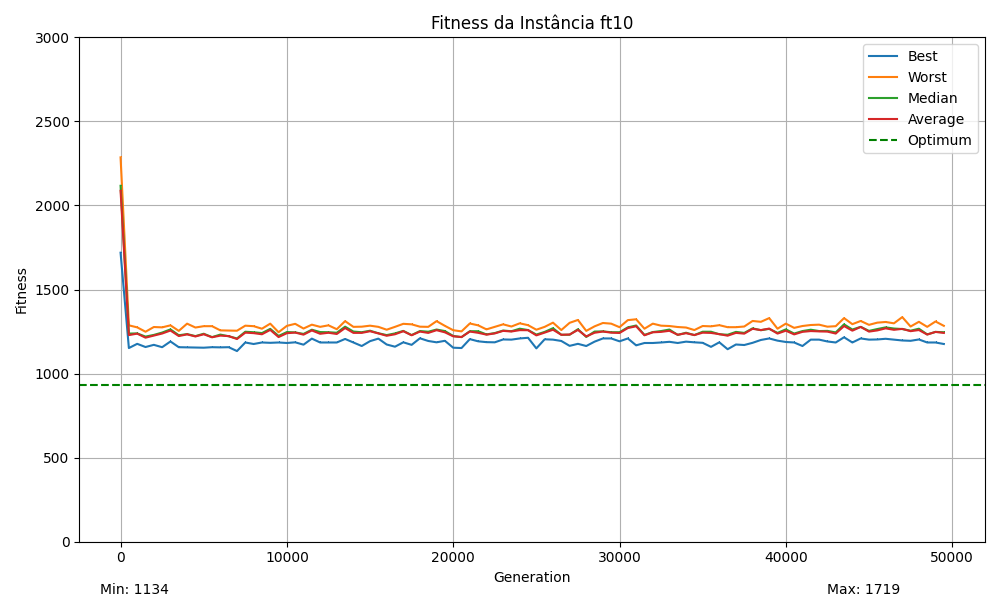 Fitness da Instância ft10
Best
Worst
Median
Average
Optimum
Fitness
3000
2500
2000
1500
1000
500
0
0 10000 20000 30000 40000 50000
Generation
Min: 1134 Max: 1719